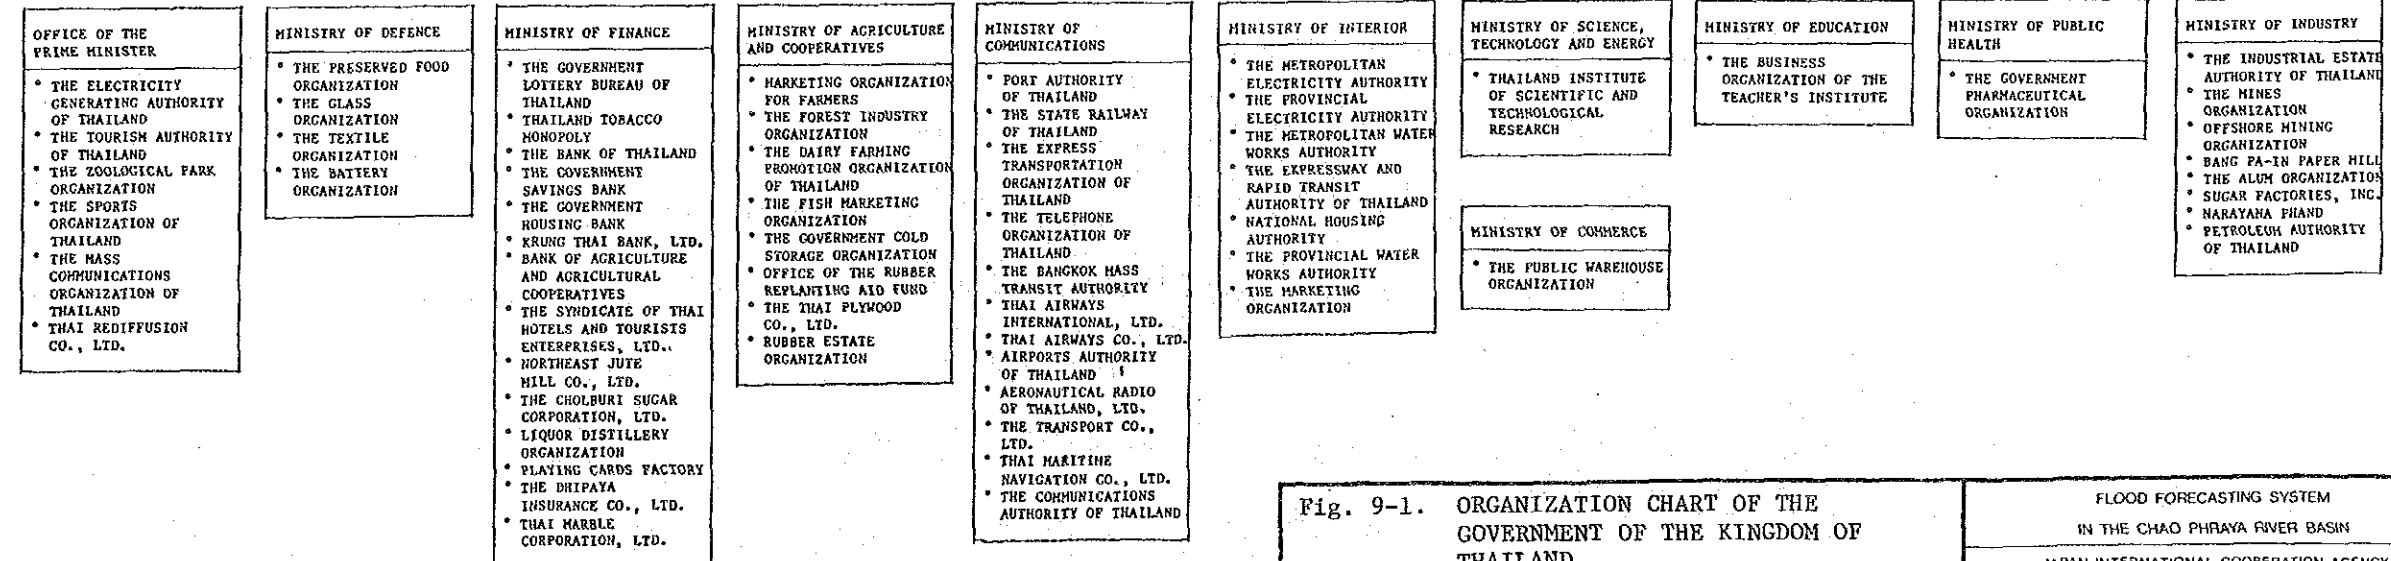 OFFICE OF THE
PRIME MINISTER
* THE ELECTRICITY
GENERATING AUTHORITY
OF THAILAND
* THE TOURISM AUTHORITY
OF THAILAND
* THE ZOOLOGICAL PARK
ORGANIZATION
* THE SPORTS
ORGANIZATION OF
THAILAND
* THE MASS
COMMUNICATIONS
ORGANIZATION OF
THAILAND
* THAI REDIFFUSION
CO., LTD.
MINISTRY OF DEFENCE
* THE PRESERVED FOOD
ORGANIZATION
* THE GLASS
ORGANIZATION
* THE TEXTILE
ORGANIZATION
* THE BATTERY
ORGANIZATION
MINISTRY OF FINANCE
* THE GOVERNMENT
LOTTERY BUREAU OF
THAILAND
* THAILAND TOBACCO
MONOPOLY
* THE BANK OF THAILAND
* THE GOVERNMENT
SAVINGS BANK
* THE GOVERNMENT
HOUSING BANK
* KRUNG THAI BANK, LTD.
* BANK OF AGRICULTURE
AND AGRICULTURAL
COOPERATIVES
* THE SYNDICATE OF THAI
HOTELS AND TOURISTS
ENTERPRISES, LTD.
* NORTHEAST JUTE
MILL CO., LTD.
* THE CHOLBURI SUGAR
CORPORATION, LTD.
* LIQUOR DISTILLERY
ORGANIZATION
* PLAYING CARDS FACTORY
* THE DHIPAYA
INSURANCE CO., LTD.
* THAI MARBLE
CORPORATION, LTD.
MINISTRY OF AGRICULTURE
AND COOPERATIVES
* MARKETING ORGANIZATION
FOR FARMERS
* THE FOREST INDUSTRY
ORGANIZATION
* THE DAIRY FARMING
PROMOTION ORGANIZATION
OF THAILAND
* THE FISH MARKETING
ORGANIZATION
* THE GOVERNMENT COLD
STORAGE ORGANIZATION
* OFFICE OF THE RUBBER
REPLANTING AID FUND
* THE THAI PLYWOOD
CO., LTD.
* RUBBER ESTATE
ORGANIZATION
MINISTRY OF
COMMUNICATIONS
* PORT AUTHORITY
OF THAILAND
* THE STATE RAILWAY
OF THAILAND
* THE EXPRESS
TRANSPORTATION
ORGANIZATION OF
THAILAND
* THE TELEPHONE
ORGANIZATION OF
THAILAND
* THE BANGKOK MASS
TRANSIT AUTHORITY
* THAI AIRWAYS
INTERNATIONAL, LTD.
* THAI AIRWAYS CO., LTD.
* AIRPORTS AUTHORITY
OF THAILAND
* AERONAUTICAL RADIO
OF THAILAND, LTD.
* THE TRANSPORT CO.,
LTD.
* THAI MARITIME
NAVIGATION CO., LTD.
* THE COMMUNICATIONS
AUTHORITY OF THAILAND
MINISTRY OF INTERIOR
* THE METROPOLITAN
ELECTRICITY AUTHORITY
* THE PROVINCIAL
ELECTRICITY AUTHORITY
* THE METROPOLITAN WATER
WORKS AUTHORITY
* THE EXPRESSWAY AND
RAPID TRANSIT
AUTHORITY OF THAILAND
* NATIONAL HOUSING
AUTHORITY
* THE PROVINCIAL WATER
WORKS AUTHORITY
* THE MARKETING
ORGANIZATION
MINISTRY OF SCIENCE,
TECHNOLOGY AND ENERGY
* THAILAND INSTITUTE
OF SCIENTIFIC AND
TECHNOLOGICAL
RESEARCH
MINISTRY OF COMMERCE
* THE PUBLIC WAREHOUSE
ORGANIZATION
MINISTRY OF EDUCATION
* THE BUSINESS
ORGANIZATION OF THE
TEACHER'S INSTITUTE
MINISTRY OF PUBLIC
HEALTH
* THE GOVERNMENT
PHARMACEUTICAL
ORGANIZATION
MINISTRY OF INDUSTRY
* THE INDUSTRIAL ESTATE
AUTHORITY OF THAILAND
* THE MINES
ORGANIZATION
* OFFSHORE MINING
ORGANIZATION
* BANG PA-IN PAPER MILL
* THE ALUM ORGANIZATION
* SUGAR FACTORIES, INC.
* NARAYANA PHAND
* PETROLEUM AUTHORITY
OF THAILAND
Fig. 9-1. ORGANIZATION CHART OF THE
GOVERNMENT OF THE KINGDOM OF
THAILAND
FLOOD FORECASTING SYSTEM
IN THE CHAO PHRAYA RIVER BASIN
JAPAN INTERNATIONAL COOPERATION AGENCY